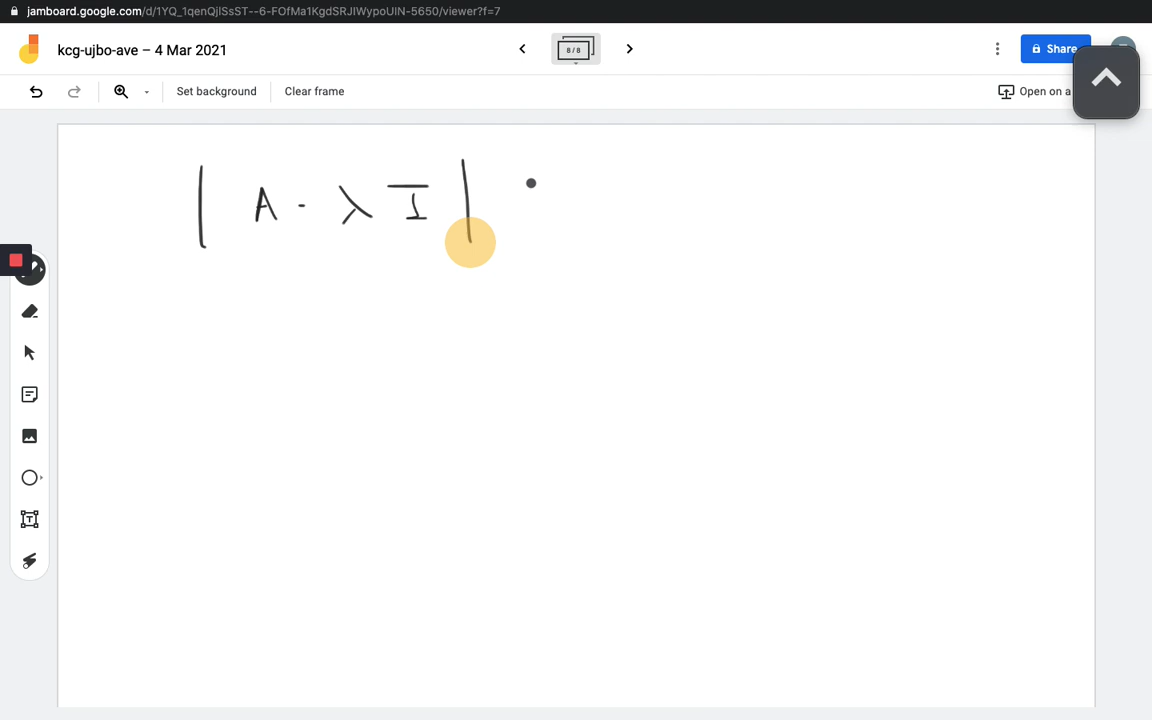 jamboard.google.com/d/1YQ_1qenQjlSsST--6-FOfMa1KgdSRJIWypoUIN-5650/viewer?f=7
kcg-ujbo-ave – 4 Mar 2021
8/8
Share
Set background
Clear frame
Open on a
| A - λ I |